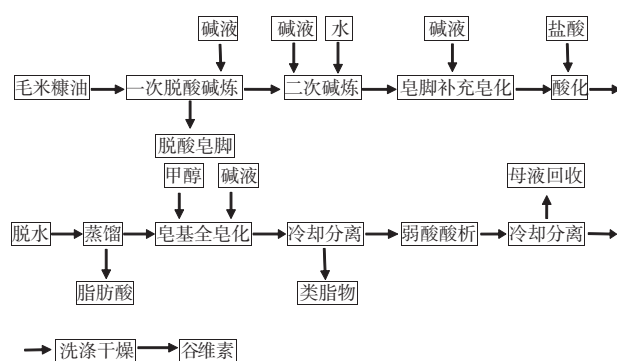 碱液 碱液 水 碱液 盐酸
毛米糠油 一次脱酸碱炼 二次碱炼 皂脚补充皂化 酸化
脱酸皂脚
甲醇 碱液 母液回收
脱水 蒸馏 皂基全皂化 冷却分离 弱酸酸析 冷却分离
脂肪酸 类脂物
洗涤干燥 谷维素